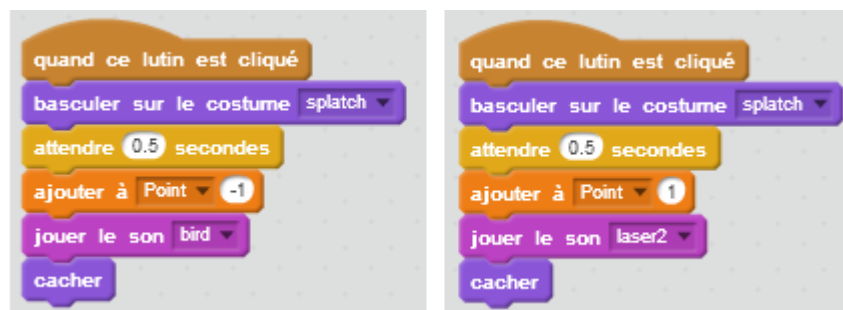 quand ce lutin est cliqué
basculer sur le costume splatch
attendre 0.5 secondes
ajouter à Point -1
jouer le son bird
cacher
quand ce lutin est cliqué
basculer sur le costume splatch
attendre 0.5 secondes
ajouter à Point 1
jouer le son laser2
cacher